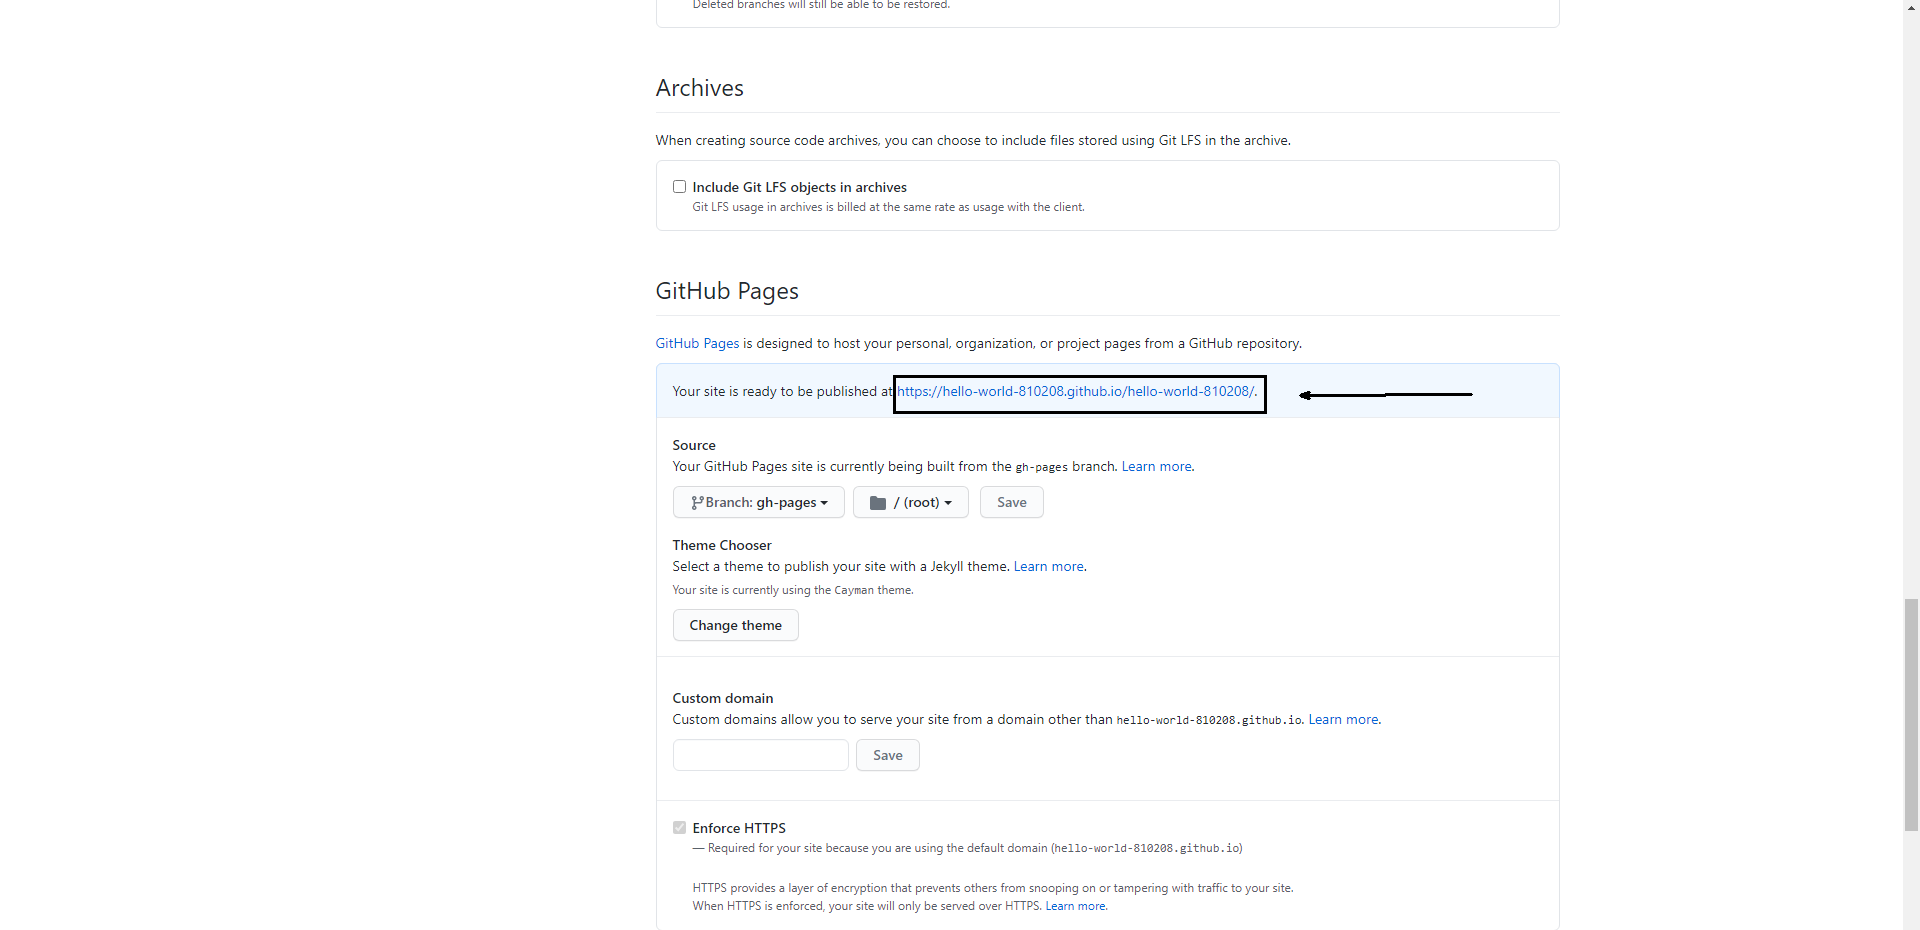 Deleted branches will still be able to be restored.
Archives
When creating source code archives, you can choose to include files stored using Git LFS in the archive.
Include Git LFS objects in archives
Git LFS usage in archives is billed at the same rate as usage with the client.
GitHub Pages
GitHub Pages is designed to host your personal, organization, or project pages from a GitHub repository.
Your site is ready to be published at https://hello-world-810208.github.io/hello-world-810208/.
Source
Your GitHub Pages site is currently being built from the gh-pages branch. Learn more.
Branch: gh-pages / (root) Save
Theme Chooser
Select a theme to publish your site with a Jekyll theme. Learn more.
Your site is currently using the Cayman theme.
Change theme
Custom domain
Custom domains allow you to serve your site from a domain other than hello-world-810208.github.io. Learn more.
Save
Enforce HTTPS
— Required for your site because you are using the default domain (hello-world-810208.github.io)
HTTPS provides a layer of encryption that prevents others from snooping on or tampering with traffic to your site.
When HTTPS is enforced, your site will only be served over HTTPS. Learn more.